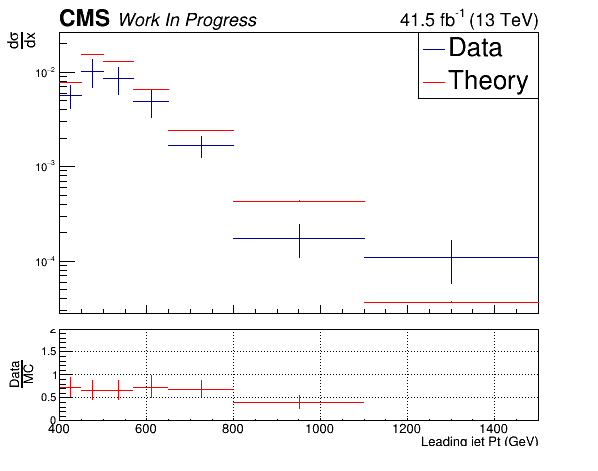 CMS Work In Progress 41.5 fb⁻¹ (13 TeV)
dσ
dx
Data
Theory
10⁻²
10⁻³
10⁻⁴
Data
MC
2
1.5
1
0.5
0
400 600 800 1000 1200 1400
Leading jet Pt (GeV)